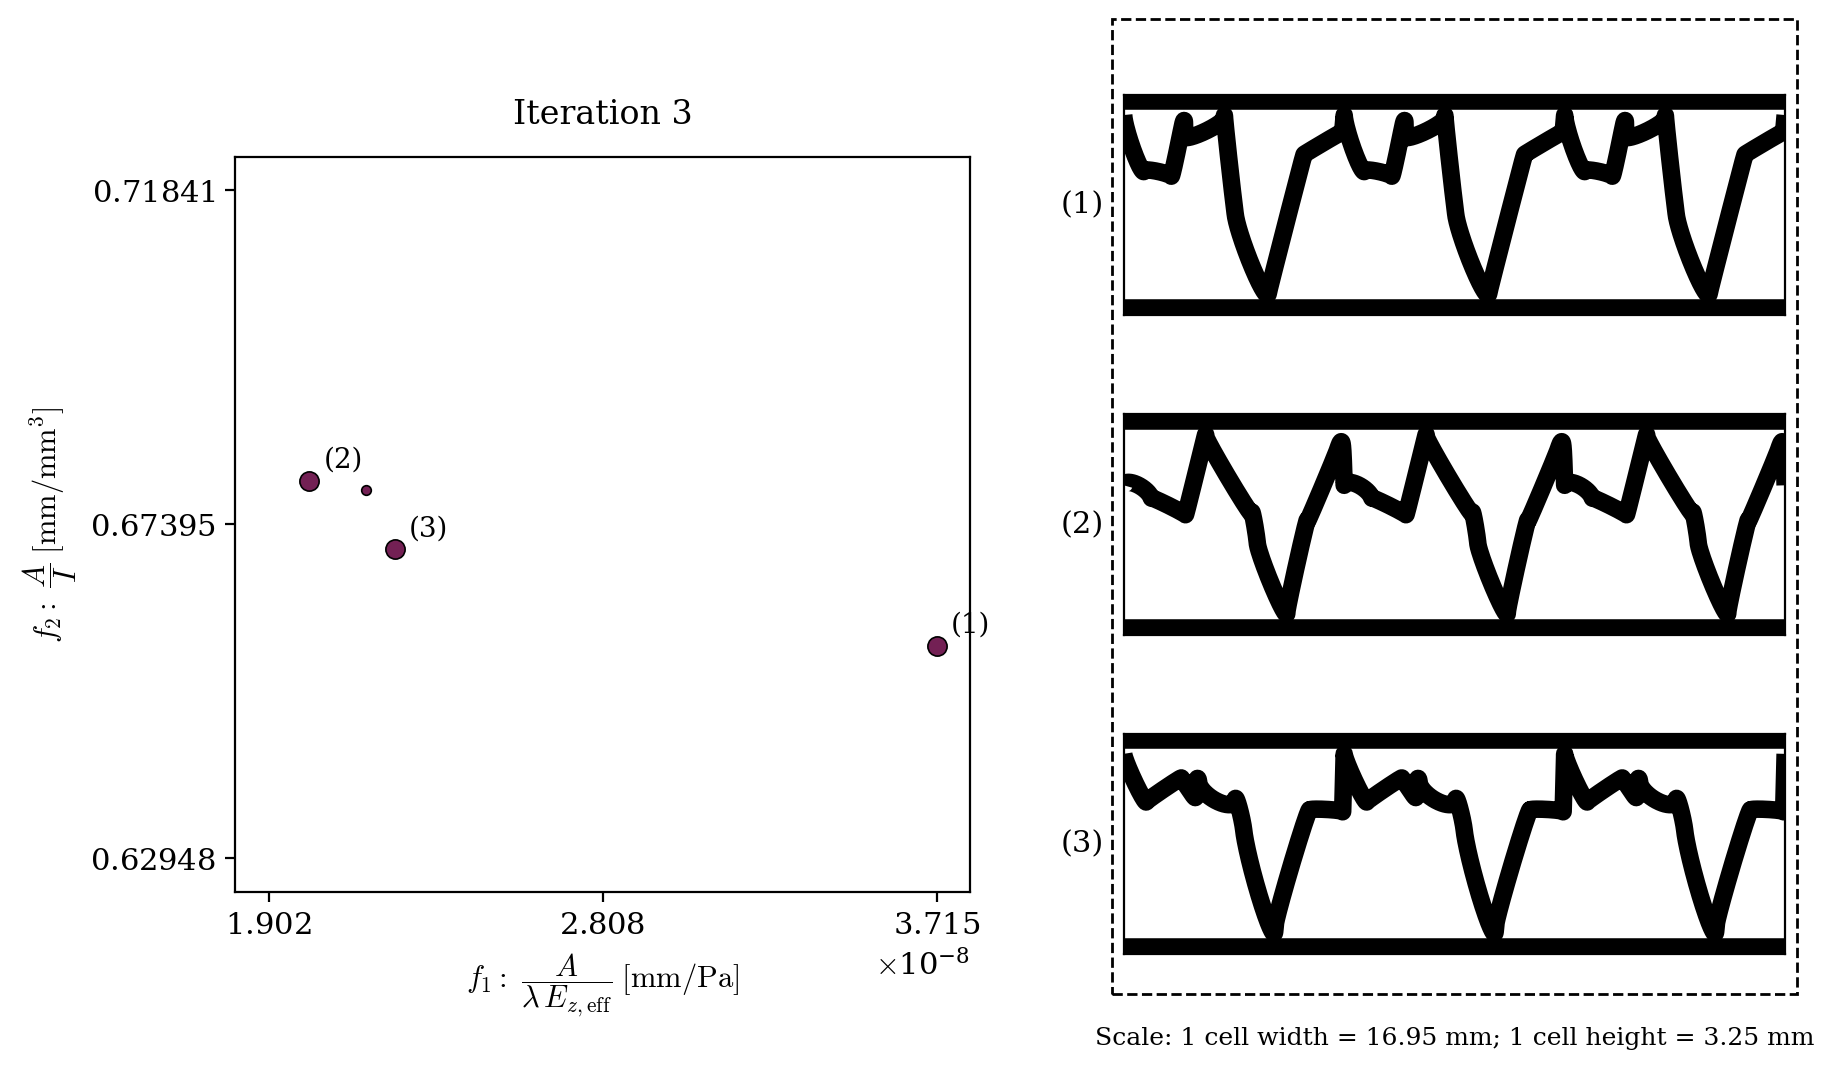 Iteration 3
0.71841
0.67395
0.62948
f₂ : A/I [mm/mm³]
(2)
(3)
(1)
1.902 2.808 3.715
×10⁻⁸
f₁ : A/(λ E_z, eff) [mm/Pa]
(1)
(2)
(3)
Scale: 1 cell width = 16.95 mm; 1 cell height = 3.25 mm